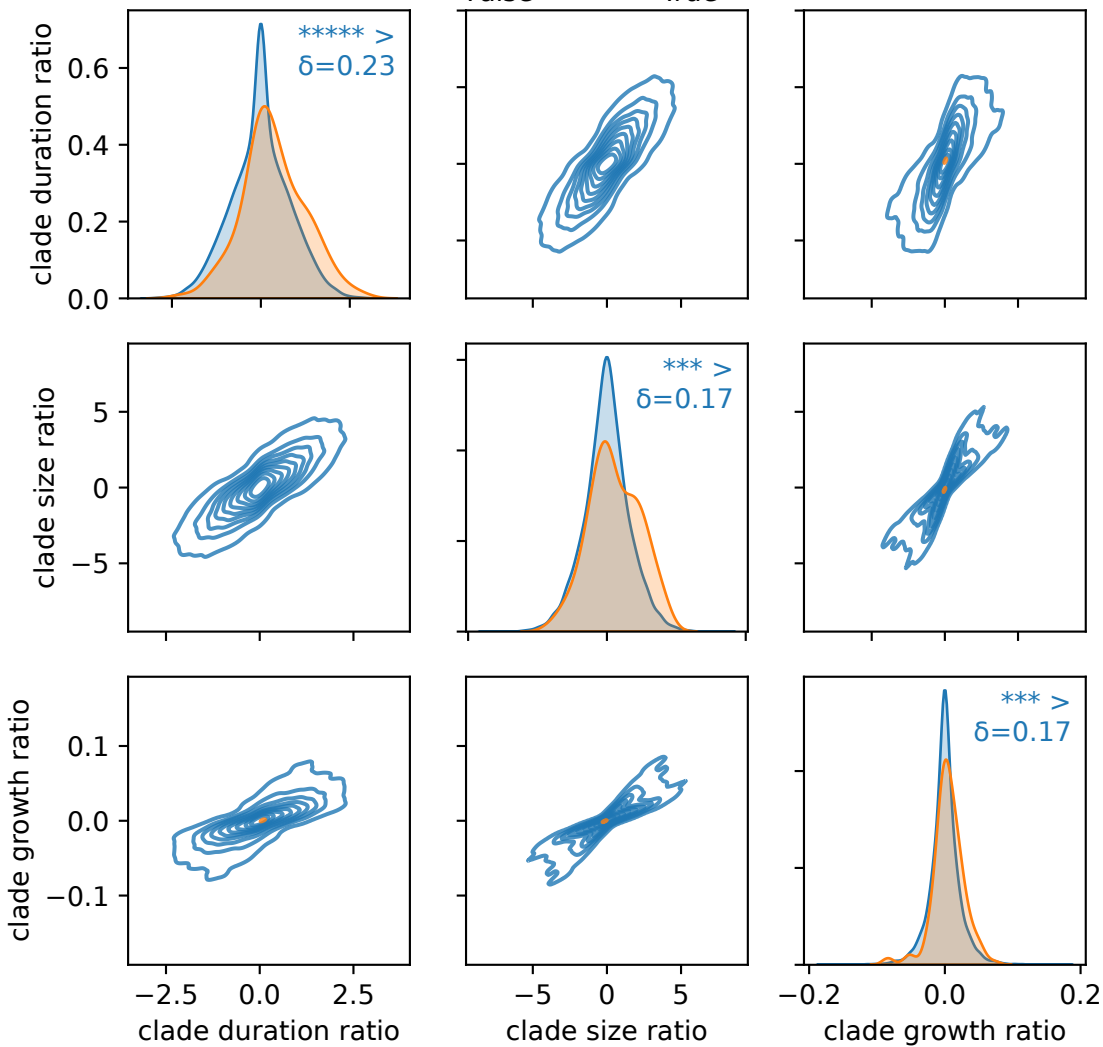 ***** >
δ=0.23
clade duration ratio
0.6
0.4
0.2
0.0
*** >
δ=0.17
clade size ratio
5
0
−5
*** >
δ=0.17
clade growth ratio
0.1
0.0
−0.1
−2.5 0.0 2.5 −5 0 5 −0.2 0.0 0.2
clade duration ratio clade size ratio clade growth ratio